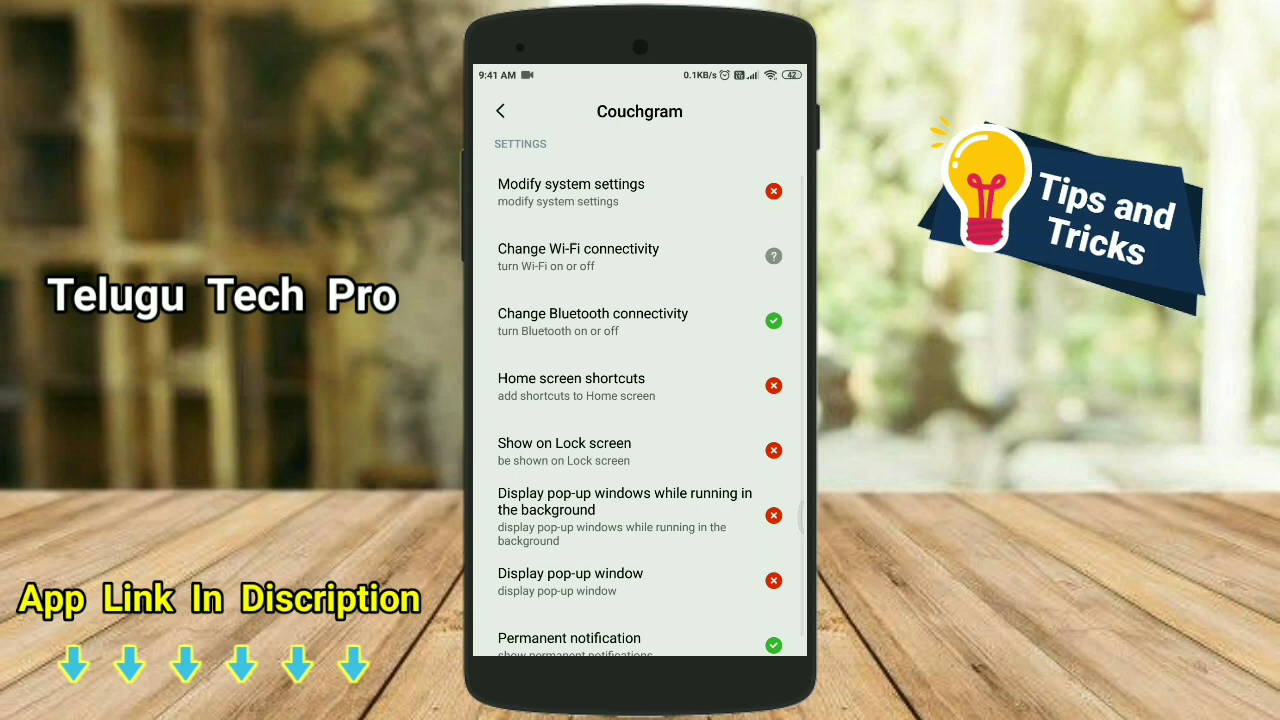 9:41 AM
0.1KB/s
42
Couchgram
SETTINGS
Modify system settings
modify system settings
Change Wi-Fi connectivity
turn Wi-Fi on or off
?
Change Bluetooth connectivity
turn Bluetooth on or off
Home screen shortcuts
add shortcuts to Home screen
Show on Lock screen
be shown on Lock screen
Display pop-up windows while running in
the background
display pop-up windows while running in the
background
Display pop-up window
display pop-up window
Permanent notification
show permanent notifications
Telugu Tech Pro
App Link In Discription
Tips and
Tricks